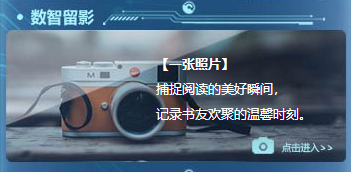 数智留影
【一张照片】
捕捉阅读的美好瞬间，
记录书友欢聚的温馨时刻。
点击进入>>